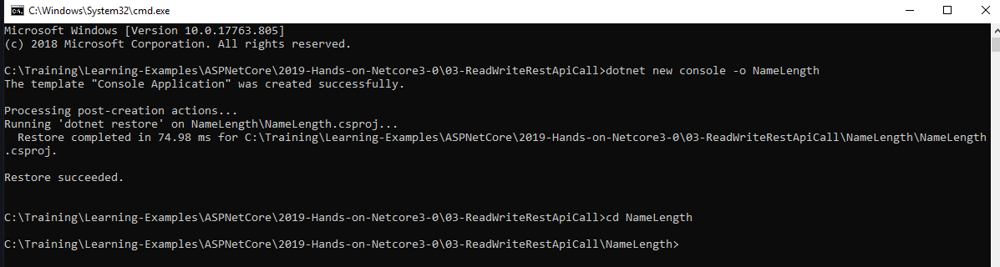 C:\Windows\System32\cmd.exe
Microsoft Windows [Version 10.0.17763.805]
(c) 2018 Microsoft Corporation. All rights reserved.
C:\Training\Learning-Examples\ASPNetCore\2019-Hands-on-Netcore3-0\03-ReadWriteRestApiCall>dotnet new console -o NameLength
The template "Console Application" was created successfully.
Processing post-creation actions...
Running 'dotnet restore' on NameLength\NameLength.csproj...
  Restore completed in 74.98 ms for C:\Training\Learning-Examples\ASPNetCore\2019-Hands-on-Netcore3-0\03-ReadWriteRestApiCall\NameLength\NameLength
.csproj.
Restore succeeded.
C:\Training\Learning-Examples\ASPNetCore\2019-Hands-on-Netcore3-0\03-ReadWriteRestApiCall>cd NameLength
C:\Training\Learning-Examples\ASPNetCore\2019-Hands-on-Netcore3-0\03-ReadWriteRestApiCall\NameLength>